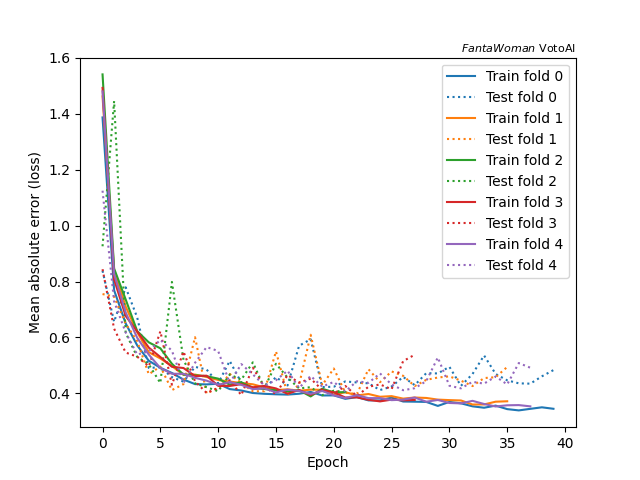 FantaWoman VotoAI
1.6
1.4
1.2
1.0
0.8
0.6
0.4
Mean absolute error (loss)
Train fold 0
Test fold 0
Train fold 1
Test fold 1
Train fold 2
Test fold 2
Train fold 3
Test fold 3
Train fold 4
Test fold 4
0 5 10 15 20 25 30 35 40
Epoch